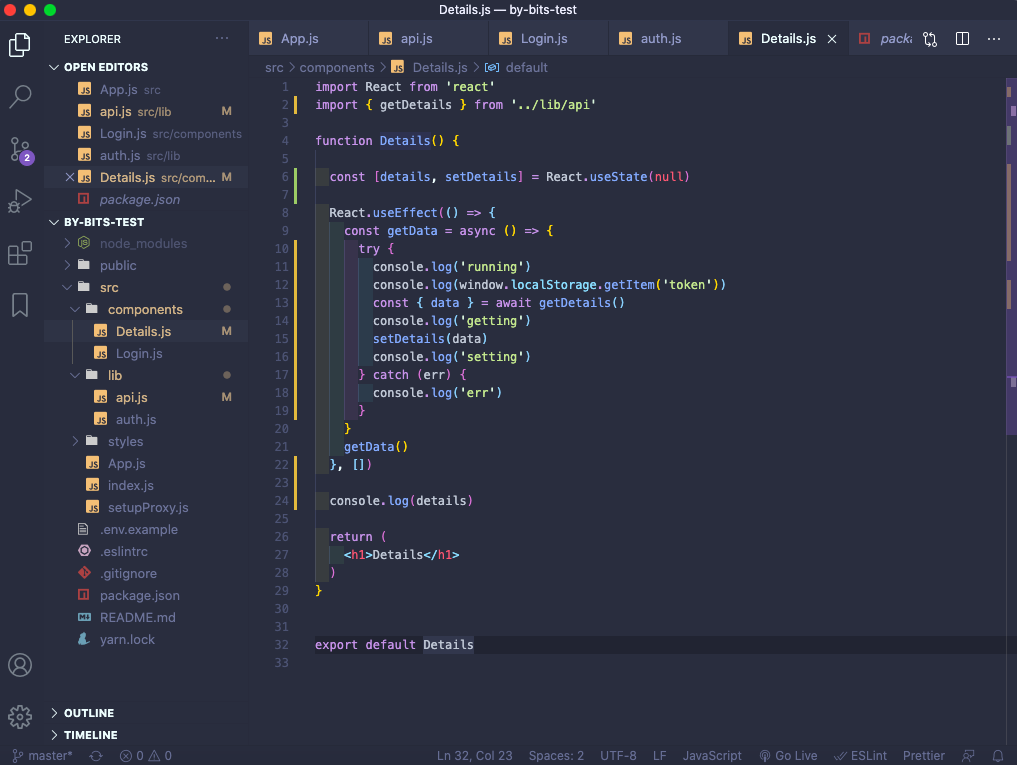 Details.js — by-bits-test
EXPLORER
OPEN EDITORS
JS App.js src
JS api.js src/lib M
JS Login.js src/components
JS auth.js src/lib
JS Details.js src/com... M
package.json
BY-BITS-TEST
node_modules
public
src
components
JS Details.js M
JS Login.js
lib
JS api.js M
JS auth.js
styles
JS App.js
JS index.js
JS setupProxy.js
.env.example
.eslintrc
.gitignore
package.json
README.md
yarn.lock
OUTLINE
TIMELINE
2
JS App.js
JS api.js
JS Login.js
JS auth.js
JS Details.js
packa
src > components > JS Details.js > default
1 import React from 'react'
2 import { getDetails } from '../lib/api'
3
4 function Details() {
5
6 const [details, setDetails] = React.useState(null)
7
8 React.useEffect(() => {
9 const getData = async () => {
10 try {
11 console.log('running')
12 console.log(window.localStorage.getItem('token'))
13 const { data } = await getDetails()
14 console.log('getting')
15 setDetails(data)
16 console.log('setting')
17 } catch (err) {
18 console.log('err')
19 }
20 }
21 getData()
22 }, [])
23
24 console.log(details)
25
26 return (
27 <h1>Details</h1>
28 )
29 }
30
31
32 export default Details
33
master* 0 0 Ln 32, Col 23 Spaces: 2 UTF-8 LF JavaScript Go Live ESLint Prettier